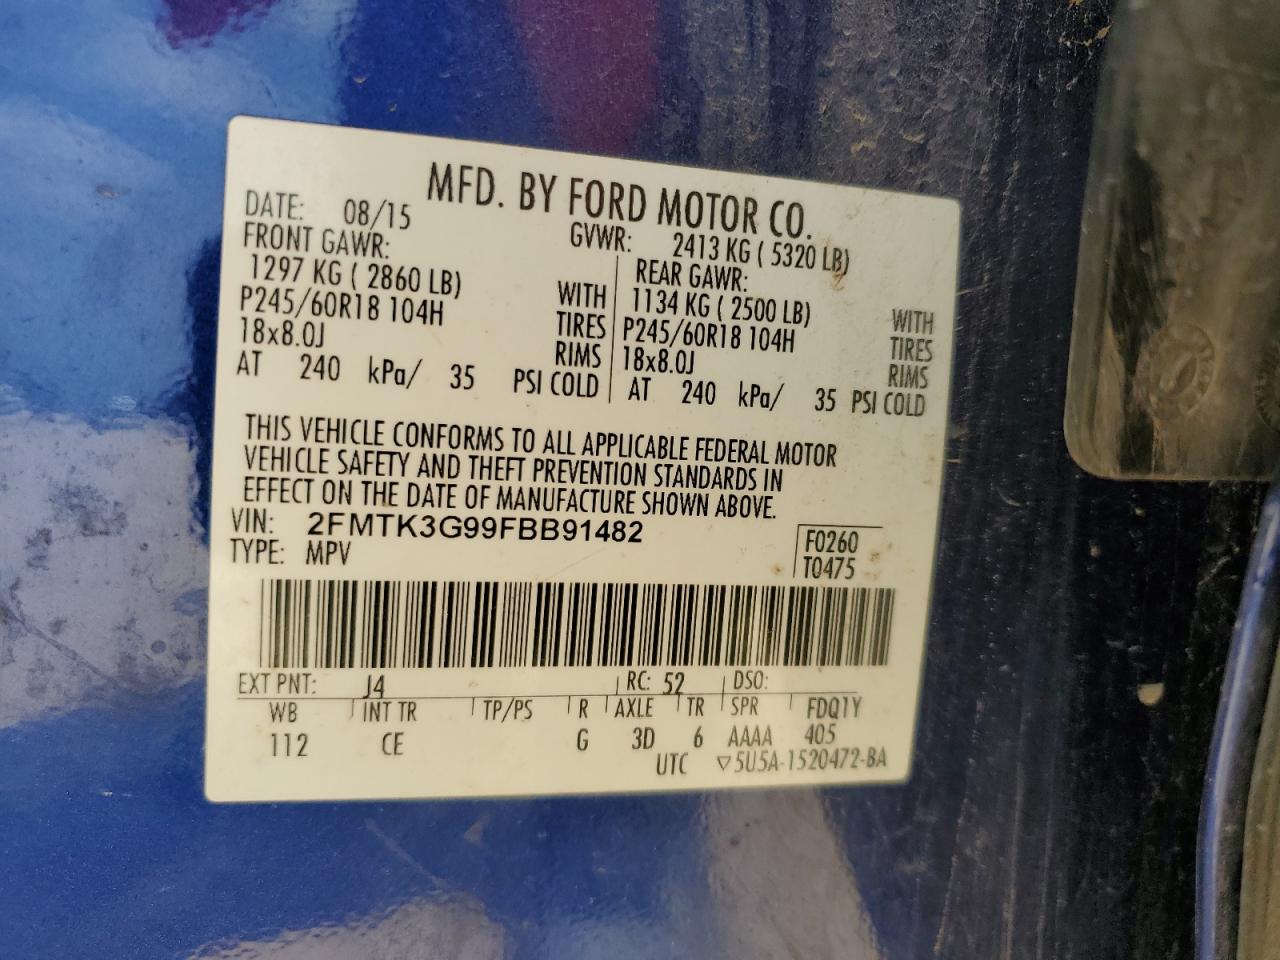 MFD. BY FORD MOTOR CO.
DATE: 08/15 GVWR: 2413 KG ( 5320 LB)
FRONT GAWR: REAR GAWR:
1297 KG ( 2860 LB) WITH 1134 KG ( 2500 LB) WITH
P245/60R18 104H TIRES P245/60R18 104H TIRES
18x8.0J RIMS 18x8.0J RIMS
AT 240 kPa/ 35 PSI COLD AT 240 kPa/ 35 PSI COLD
THIS VEHICLE CONFORMS TO ALL APPLICABLE FEDERAL MOTOR
VEHICLE SAFETY AND THEFT PREVENTION STANDARDS IN
EFFECT ON THE DATE OF MANUFACTURE SHOWN ABOVE.
VIN: 2FMTK3G99FBB91482 F0260
TYPE: MPV T0475
EXT PNT: J4 RC: 52 DSO:
WB INT TR TP/PS R AXLE TR SPR FDQ1Y
112 CE G 3D 6 AAAA 405
UTC ▽5U5A-1520472-BA